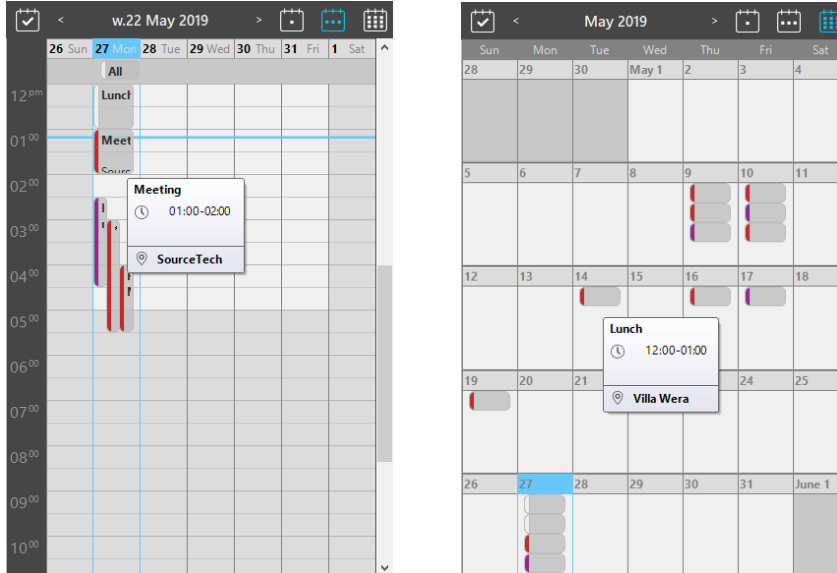 < w.22 May 2019 >
26 Sun 27 Mon 28 Tue 29 Wed 30 Thu 31 Fri 1 Sat
All
12 pm
Lunch
01 00
Meet
02 00
Meeting
01:00-02:00
03 00
SourceTech
04 00
05 00
06 00
07 00
08 00
09 00
10 00
< May 2019 >
Sun Mon Tue Wed Thu Fri Sat
28 29 30 May 1 2 3 4
5 6 7 8 9 10 11
12 13 14 15 16 17 18
Lunch
12:00-01:00
19 20 21 24 25
Villa Wera
26 27 28 29 30 31 June 1